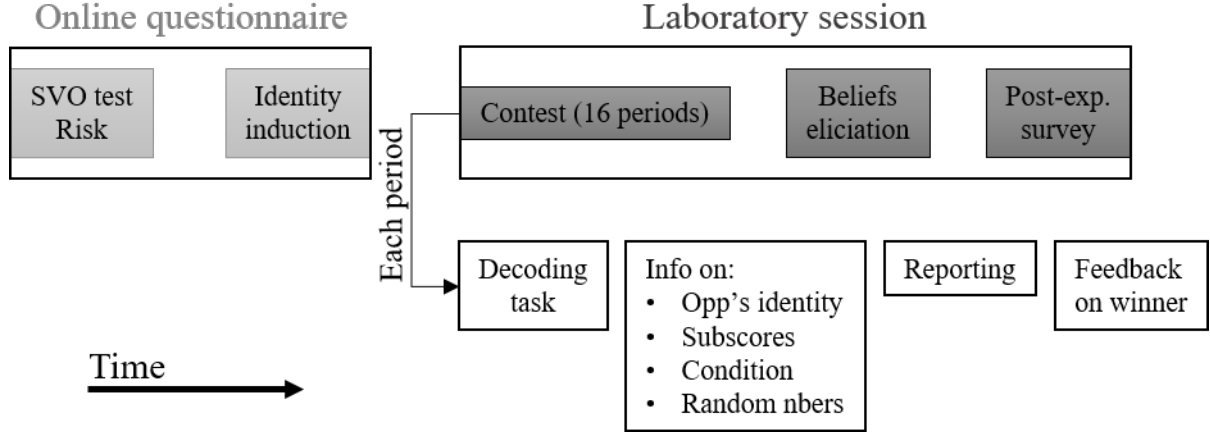 Online questionnaire
Laboratory session
SVO test
Risk
Identity
induction
Contest (16 periods)
Beliefs
eliciation
Post-exp.
survey
Each period
Decoding
task
Info on:
• Opp's identity
• Subscores
• Condition
• Random nbers
Reporting
Feedback
on winner
Time